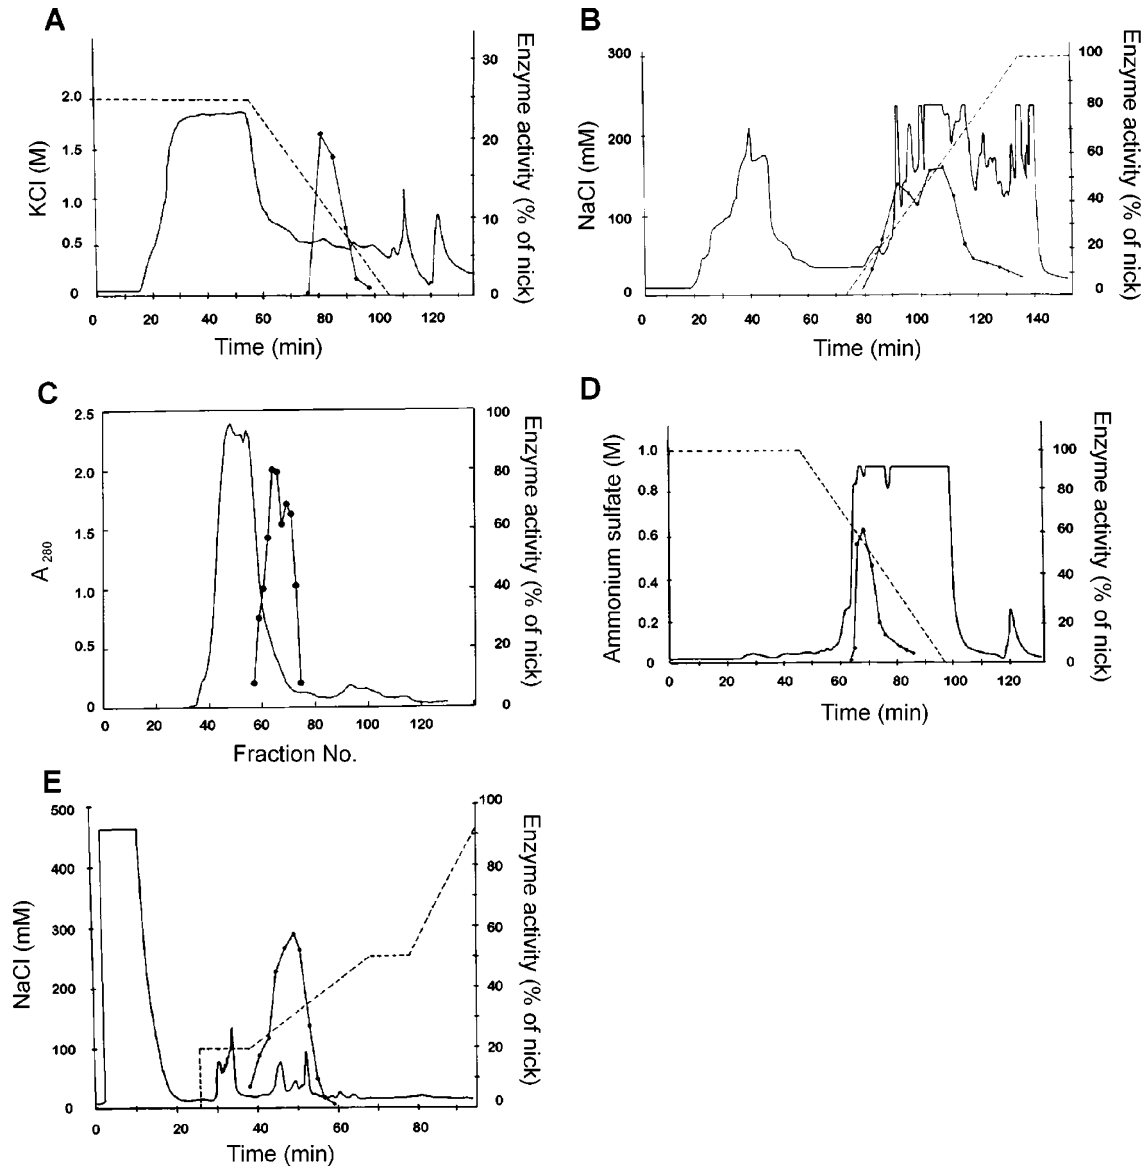 A
KCl (M)
2.0
1.5
1.0
0.5
0
30
20
10
0
Enzyme activity (% of nick)
0 20 40 60 80 100 120
Time (min)
B
NaCl (mM)
300
200
100
0
100
80
60
40
20
0
Enzyme activity (% of nick)
0 20 40 60 80 100 120 140
Time (min)
C
A280
2.5
2.0
1.5
1.0
0.5
0
100
80
60
40
20
0
Enzyme activity (% of nick)
0 20 40 60 80 100 120
Fraction No.
D
Ammonium sulfate (M)
1.0
0.8
0.6
0.4
0.2
0
100
80
60
40
20
0
Enzyme activity (% of nick)
0 20 40 60 80 100 120
Time (min)
E
NaCl (mM)
500
400
300
200
100
0
100
80
60
40
20
0
Enzyme activity (% of nick)
0 20 40 60 80
Time (min)